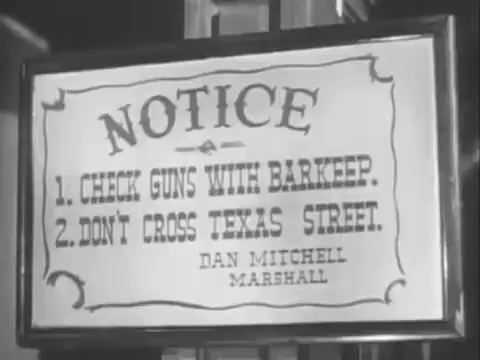 NOTICE
1. CHECK GUNS WITH BARKEEP.
2. DON'T CROSS TEXAS STREET.
DAN MITCHELL
MARSHALL